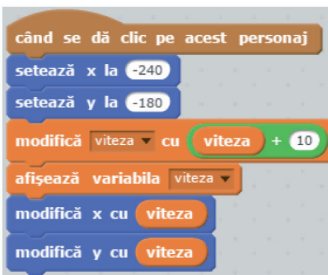 când se dă clic pe acest personaj
setează x la -240
setează y la -180
modifică viteza cu viteza + 10
afişează variabila viteza
modifică x cu viteza
modifică y cu viteza